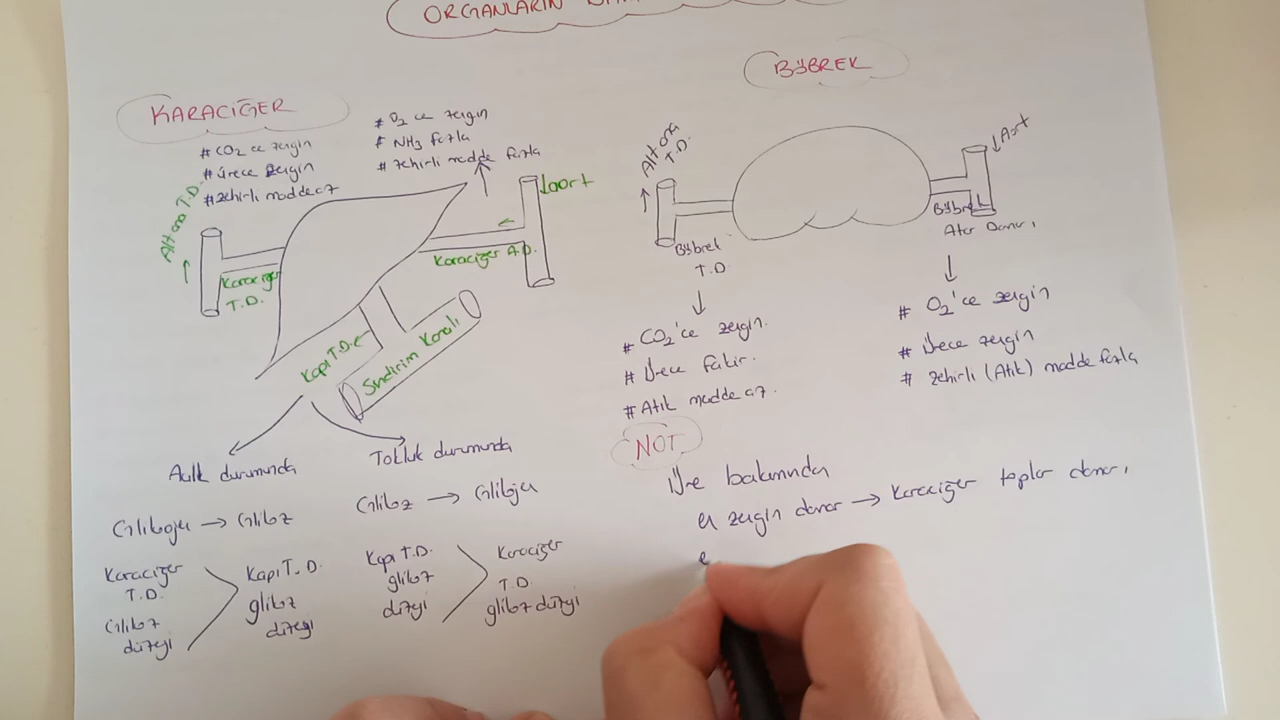 ORGANLARIN
KARACİĞER
# CO2 ce zengin
# Ürece zengin
# Zehirli madde az
# O2 ce zengin
# NH3 fazla
# Zehirli madde fazla
Alt ana T.D.
Karaciğer
T.D.
Aort
Karaciğer A.D.
Kapı T.D.
Sindirim Kanalı
Açlık durumunda
Glikojen → Glikoz
Karaciğer
T.D.
Glikoz
düzeyi
>
Kapı T.D.
glikoz
düzeyi
Tokluk durumunda
Glikoz → Glikojen
Kapı T.D.
glikoz
düzeyi
>
Karaciğer
T.D.
glikoz düzeyi
BÖBREK
Alt ana
T.D.
Böbrek
T.D.
# CO2'ce zengin.
# Ürece fakir.
# Atık madde az.
Aort
Böbrek
Atar Damarı
# O2'ce zengin
# Ürece zengin
# Zehirli (Atık) madde fazla
NOT
Üre bakımında
en zengin damar → Karaciğer toplar damarı
e